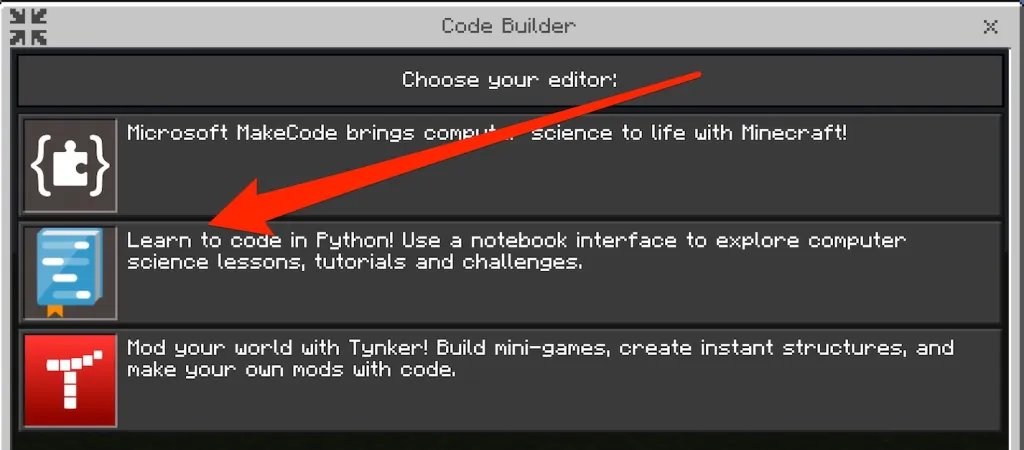 Code Builder
Choose your editor:
Microsoft MakeCode brings computer science to life with Minecraft!
Learn to code in Python! Use a notebook interface to explore computer
science lessons, tutorials and challenges.
Mod your world with Tynker! Build mini-games, create instant structures, and
make your own mods with code.